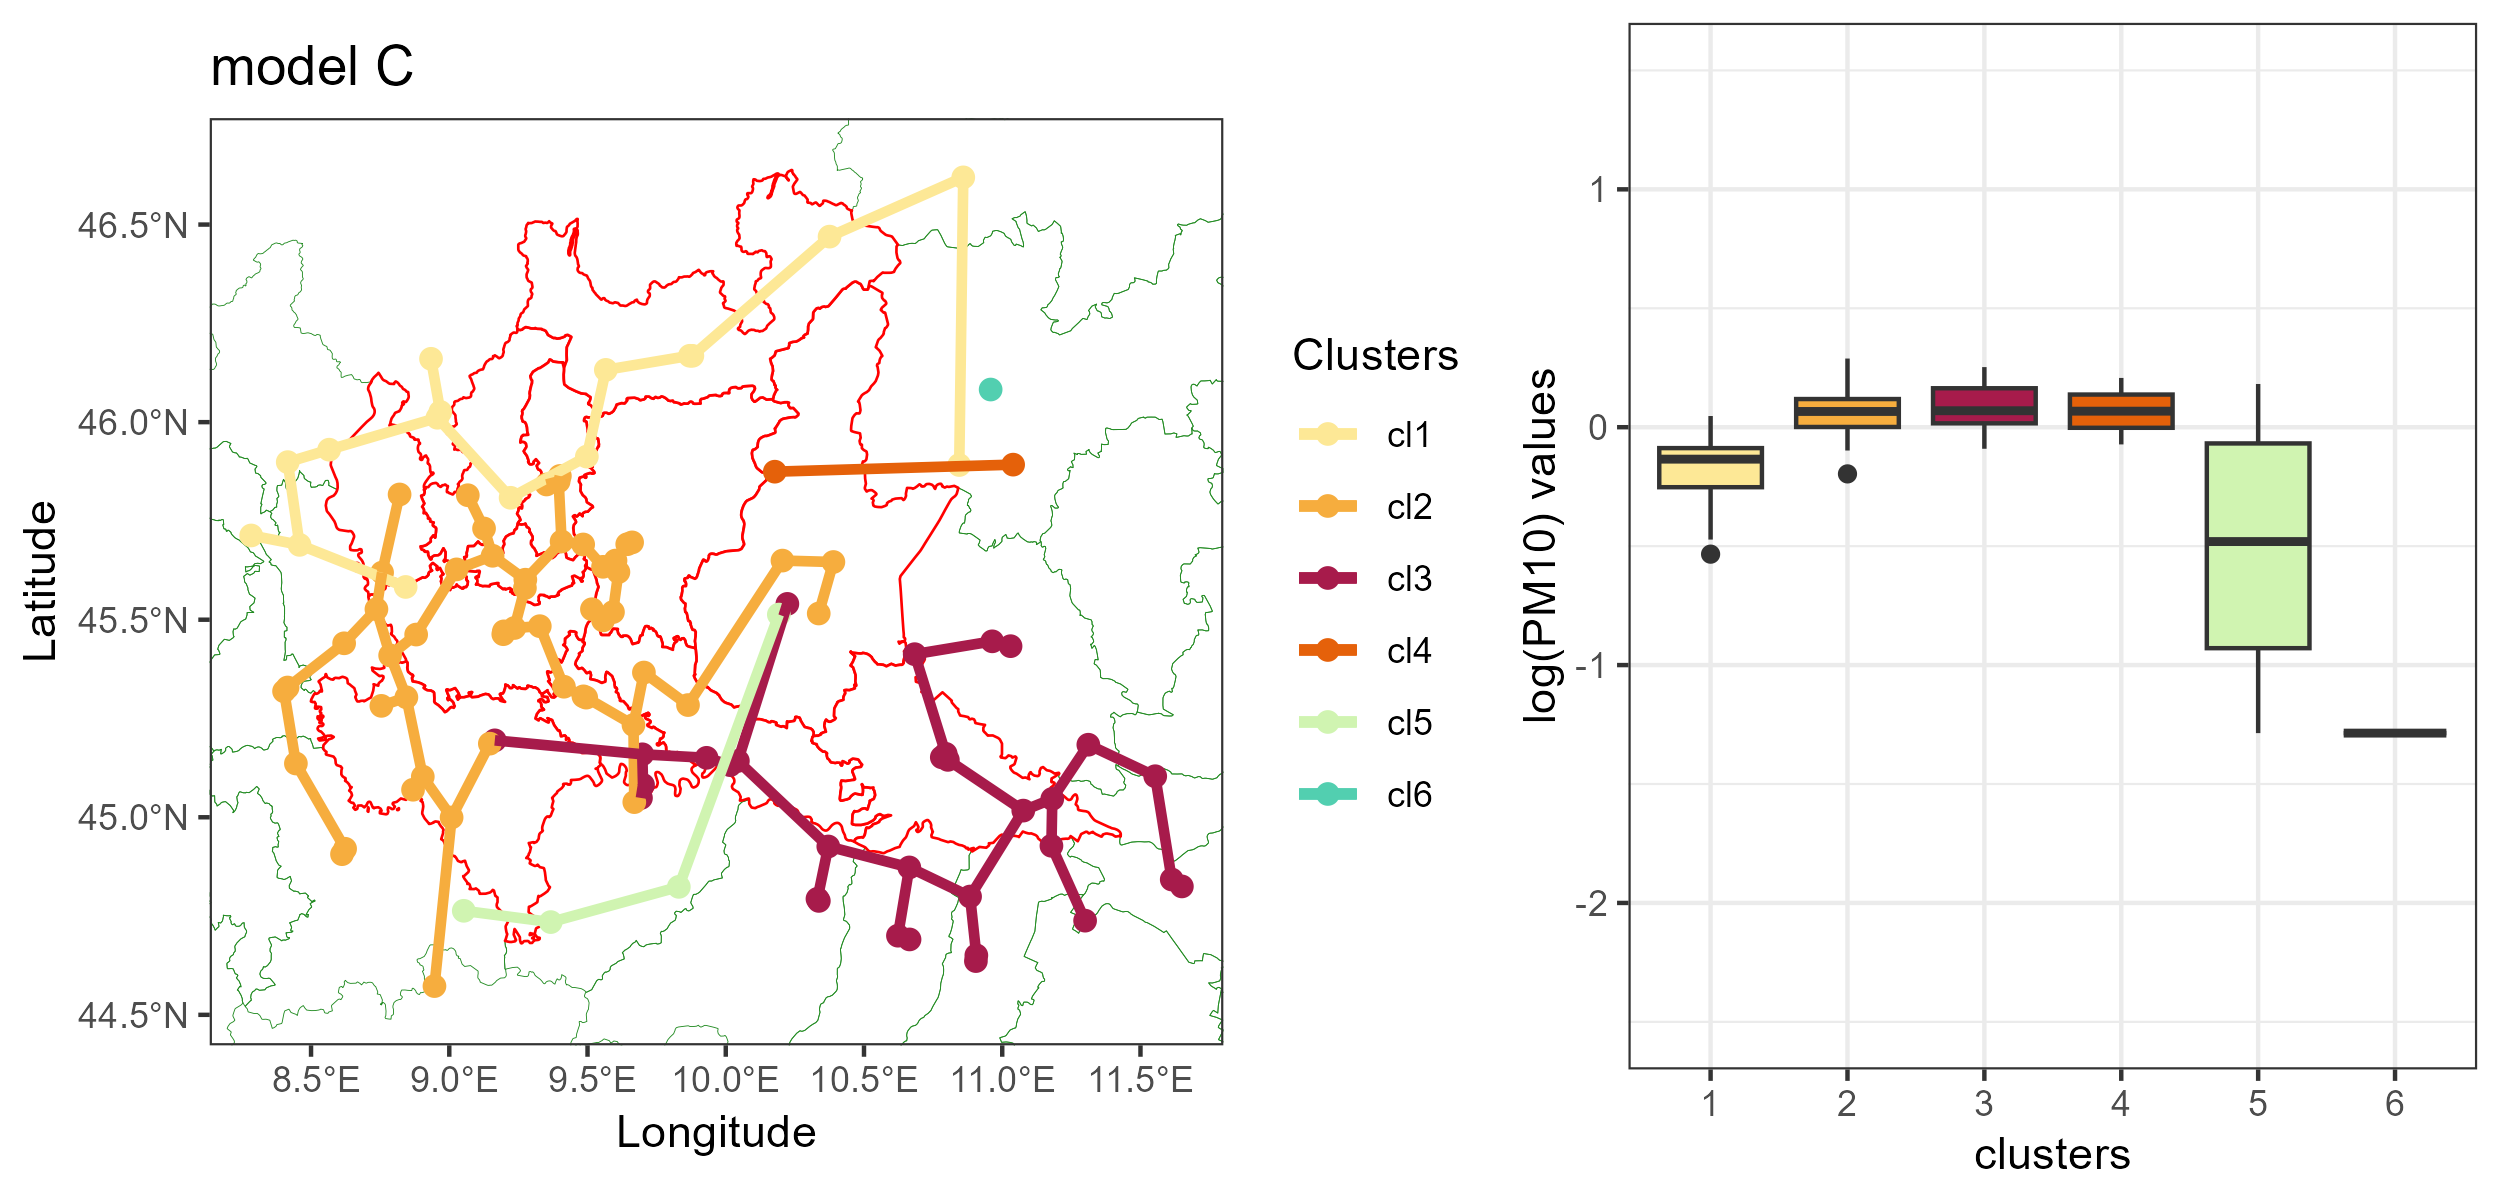 model C
46.5°N
46.0°N
45.5°N
45.0°N
44.5°N
Latitude
8.5°E 9.0°E 9.5°E 10.0°E 10.5°E 11.0°E 11.5°E
Longitude
Clusters
cl1
cl2
cl3
cl4
cl5
cl6
log(PM10) values
1
0
-1
-2
1 2 3 4 5 6
clusters